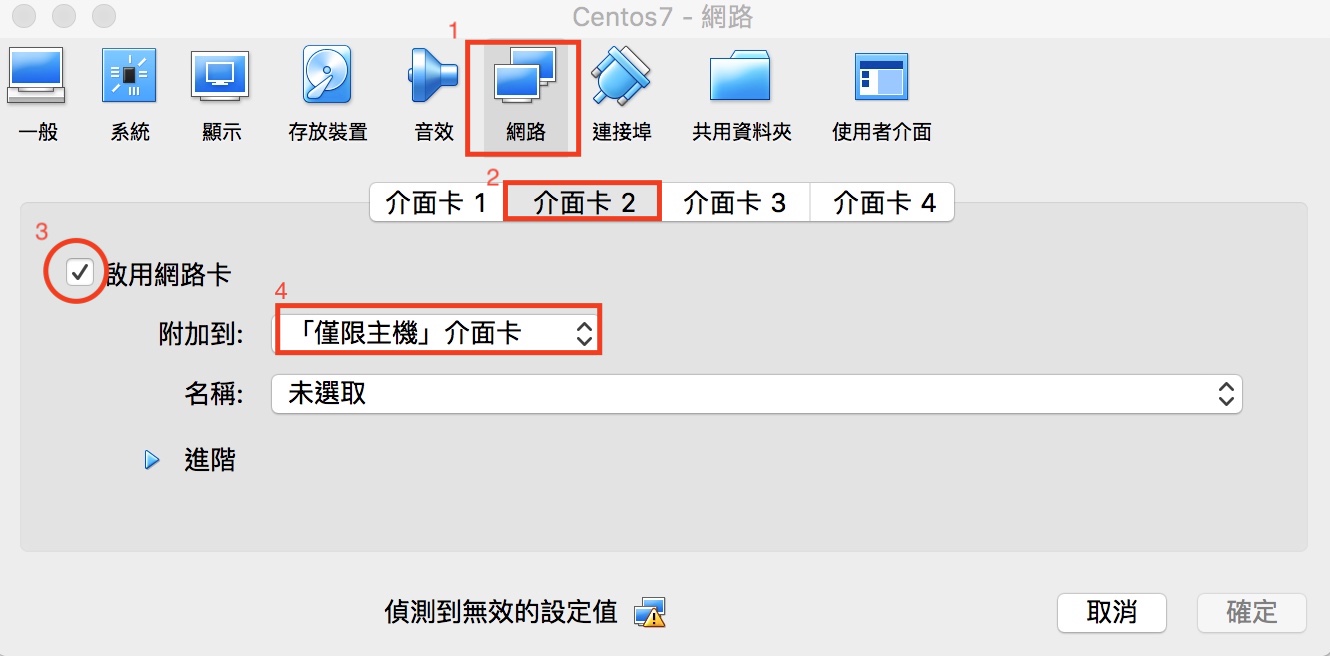 Centos7 - 網路
1
一般 系統 顯示 存放裝置 音效 網路 連接埠 共用資料夾 使用者介面
2
介面卡 1 介面卡 2 介面卡 3 介面卡 4
3
啟用網路卡
4
附加到: 「僅限主機」介面卡
名稱: 未選取
進階
偵測到無效的設定值 取消 確定